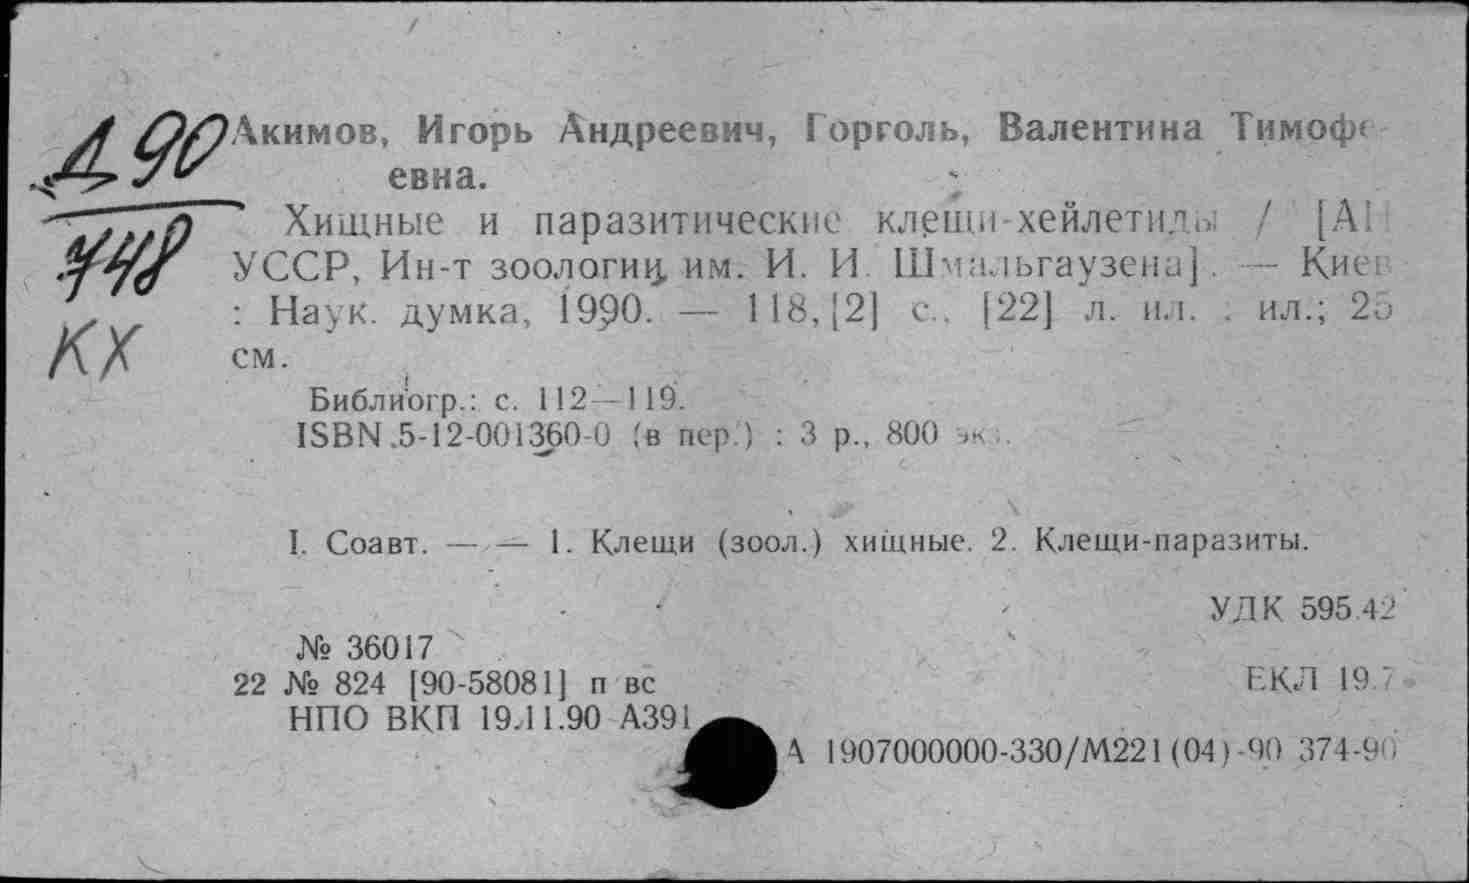 Д 90
Акимов, Игорь Андреевич, Горголь, Валентина Тимофе
евна.
Хищные и паразитические клещи-хейлетиды / [АН
448
УССР, Ин-т зоологии им. И. И. Шмальгаузена]. — Киев
: Наук. думка, 1990. — 118,[2] с., [22] л. ил. : ил.; 25
КХ
см.
Библиогр.: с. 112—119.
ISBN 5-12-001360-0 (в пер.) : 3 р., 800 экз.
I. Соавт. — — 1. Клещи (зоол.) хищные. 2. Клещи-паразиты.
УДК 595.42
№ 36017
22 № 824 [90-58081] п вс
ЕКЛ 19.7
НПО ВКП 19.11.90 А391
А 1907000000-330/М221(04)-90 374-90